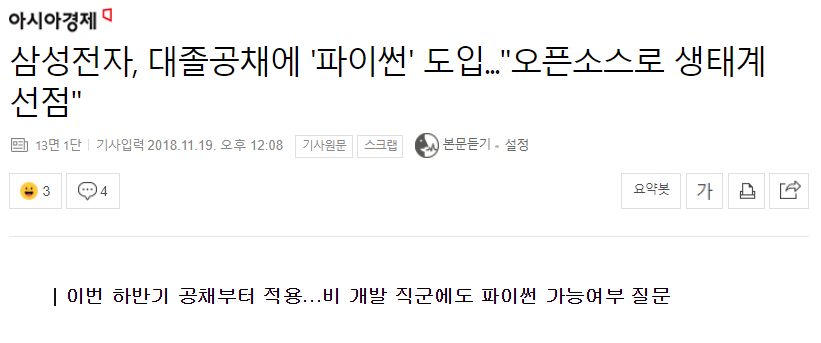 아시아경제
삼성전자, 대졸공채에 '파이썬' 도입..."오픈소스로 생태계
선점"
13면 1단 기사입력 2018.11.19. 오후 12:08 기사원문 스크랩 본문듣기 · 설정
3 4 요약봇 가
| 이번 하반기 공채부터 적용...비 개발 직군에도 파이썬 가능여부 질문